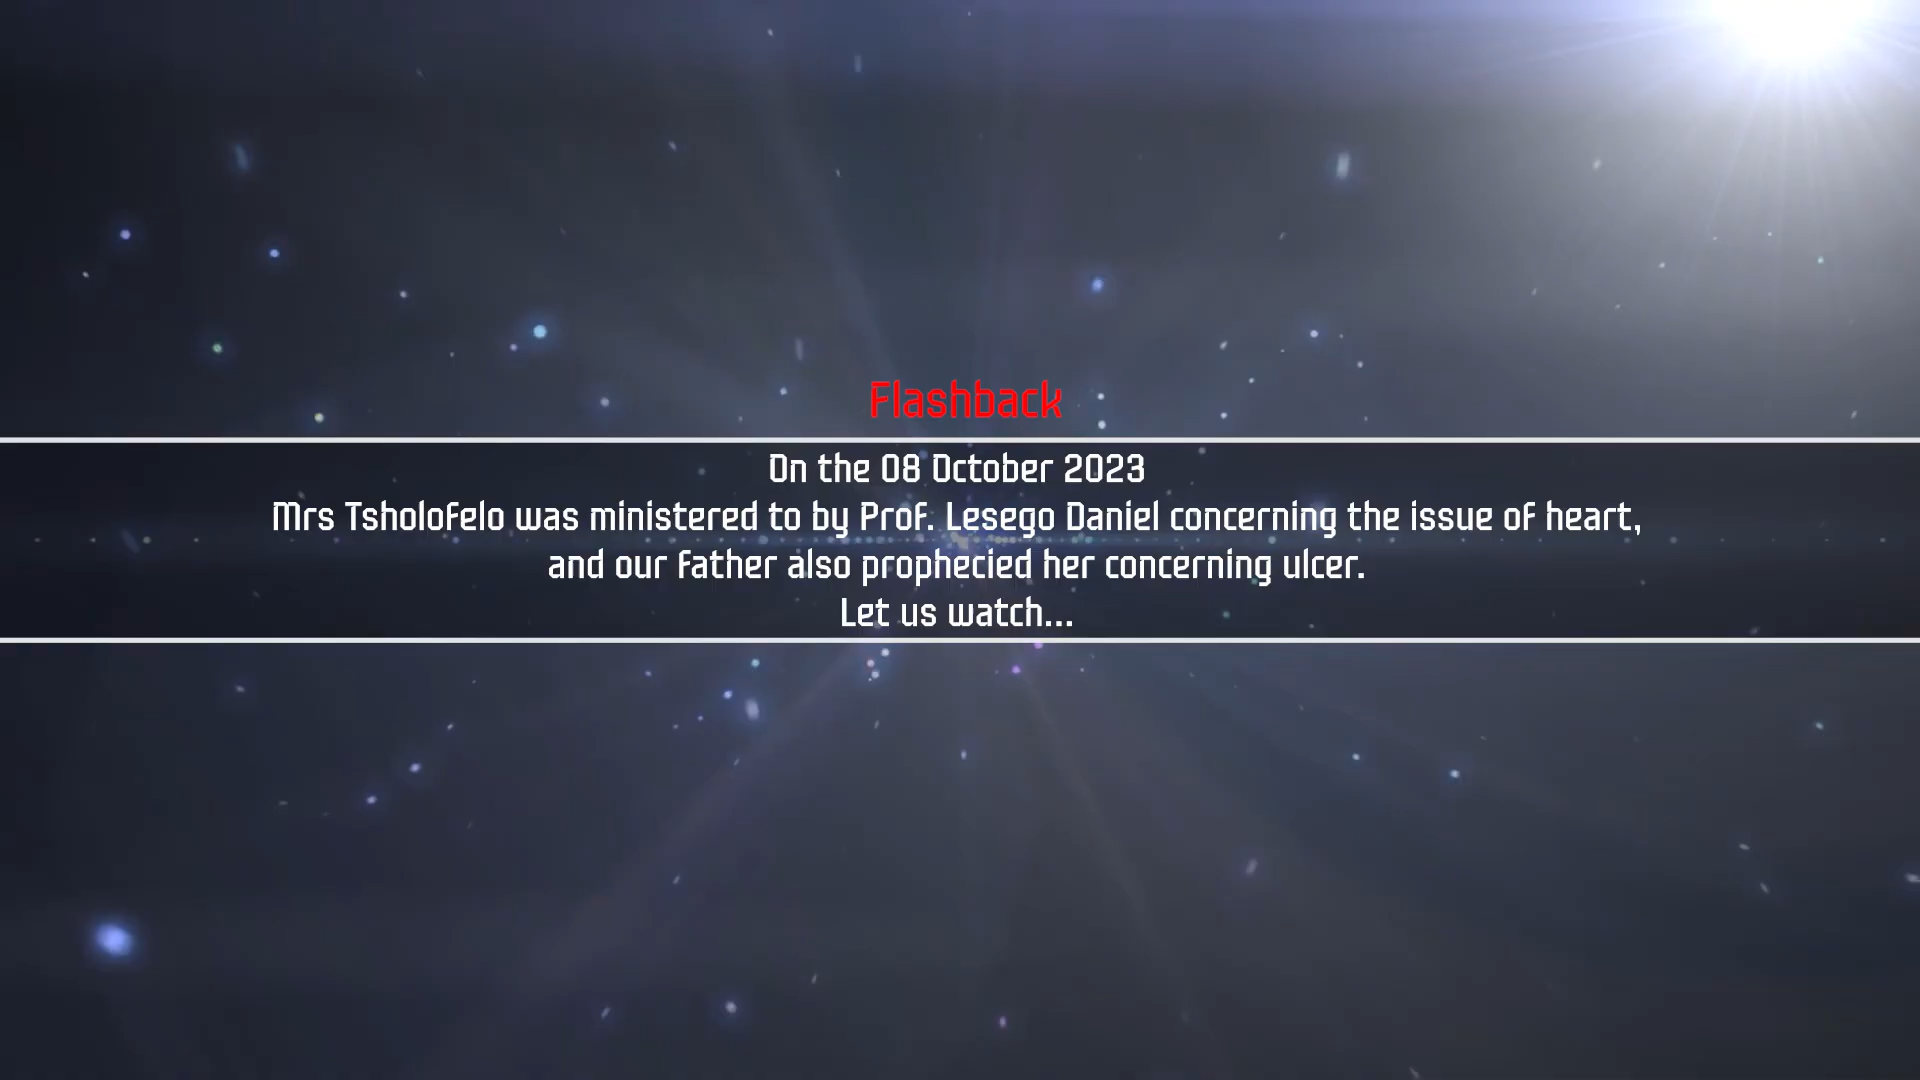 Flashback
On the 08 October 2023
Mrs Tsholofelo was ministered to by Prof. Lesego Daniel concerning the issue of heart,
and our father also prophecied her concerning ulcer.
Let us watch...